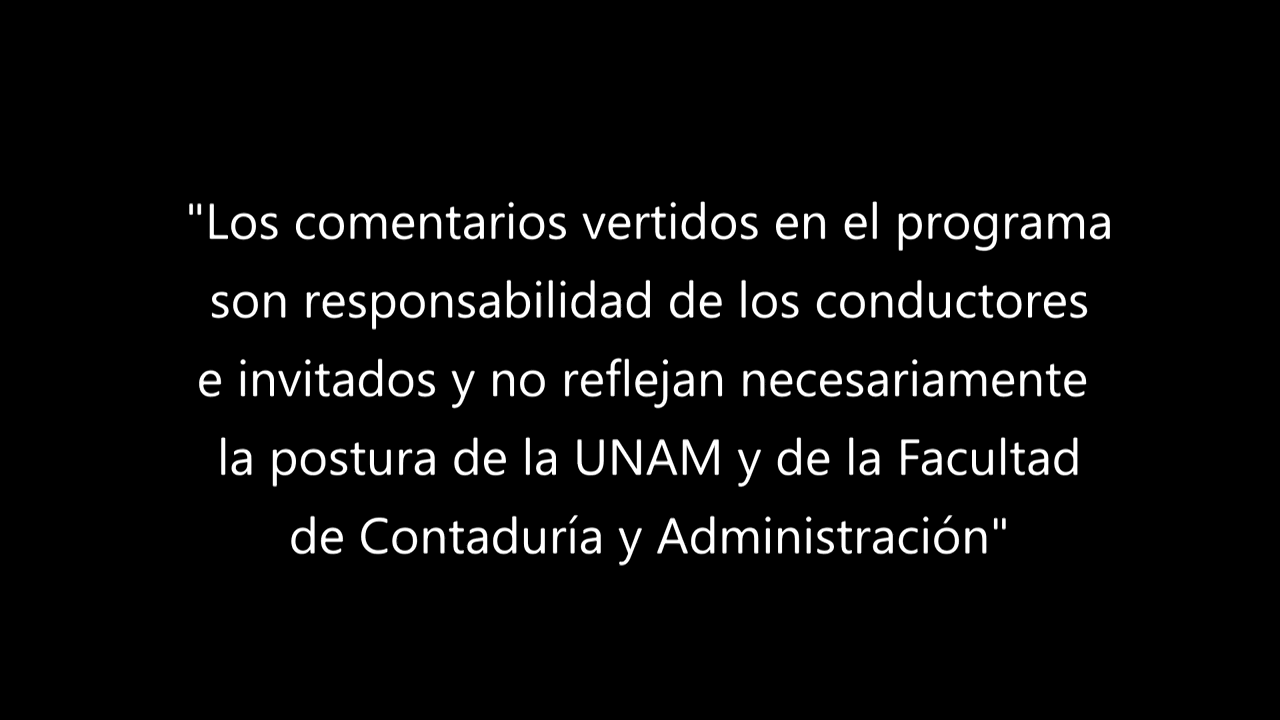 "Los comentarios vertidos en el programa
son responsabilidad de los conductores
e invitados y no reflejan necesariamente
la postura de la UNAM y de la Facultad
de Contaduría y Administración"